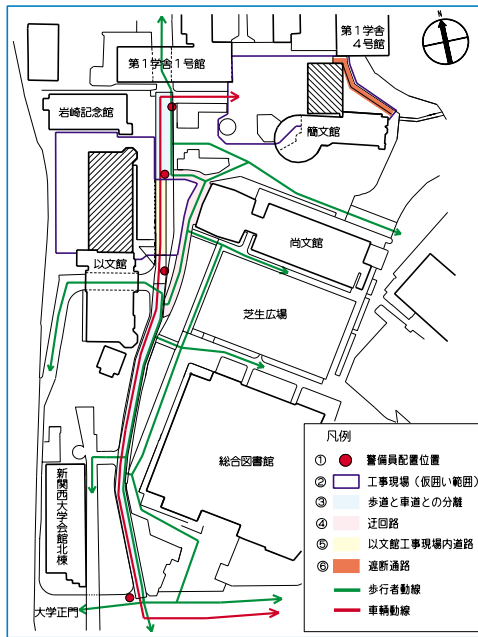 第1学舎
4号館
N
第1学舎1号館
岩崎記念館
簡文館
尚文館
以文館
芝生広場
総合図書館
新関西大学会館北棟
大学正門
凡例
① 警備員配置位置
② 工事現場（仮囲い範囲）
③ 歩道と車道との分離
④ 迂回路
⑤ 以文館工事現場内道路
⑥ 遮断通路
歩行者動線
車輌動線